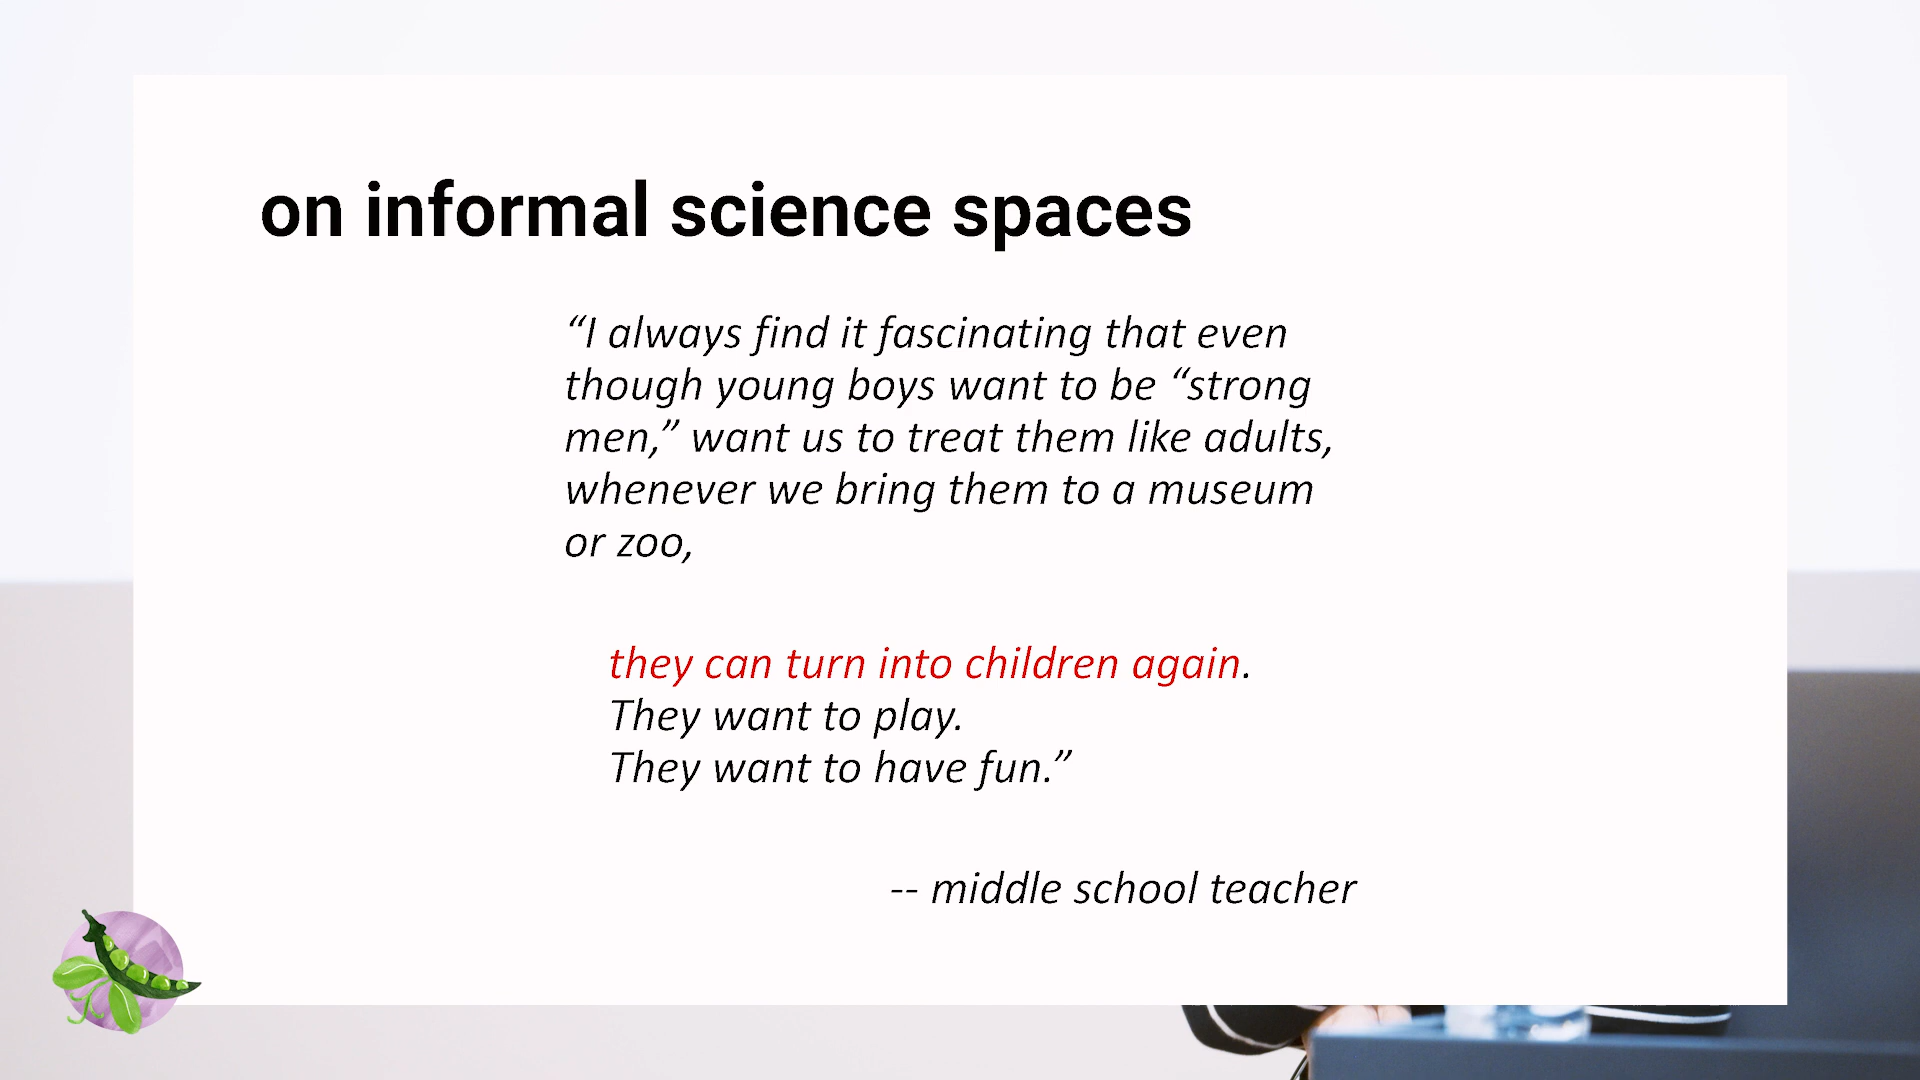 on informal science spaces
“I always find it fascinating that even
though young boys want to be “strong
men,” want us to treat them like adults,
whenever we bring them to a museum
or zoo,
they can turn into children again.
They want to play.
They want to have fun.”
-- middle school teacher